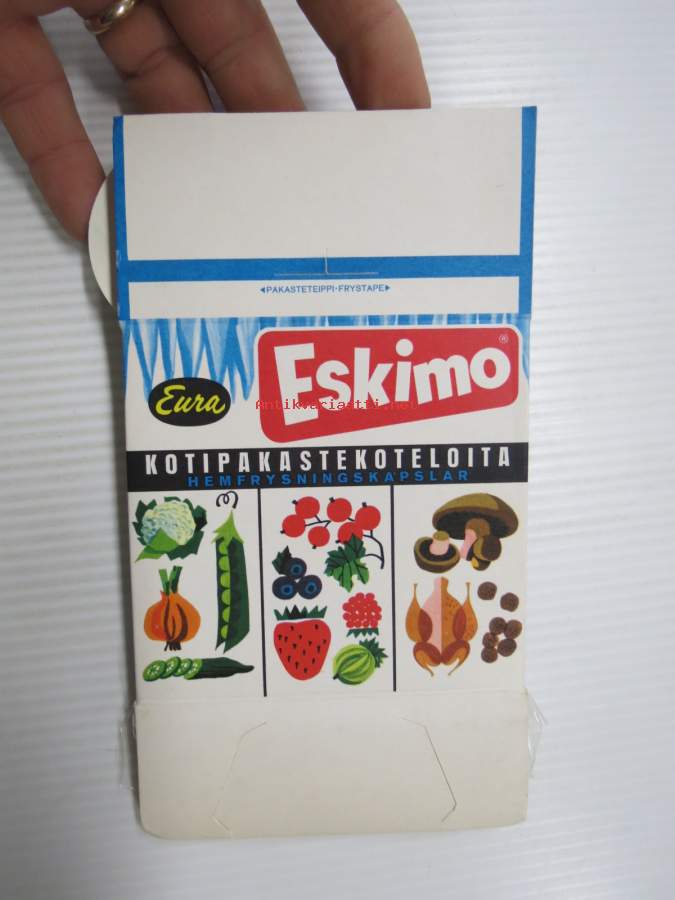 ◄PAKASTETEIPPI-FRYSTAPE►
Eskimo®
Eura
Antikvariaatti.net
KOTIPAKASTEKOTELOITA
HEMFRYSNINGSKAPSLAR